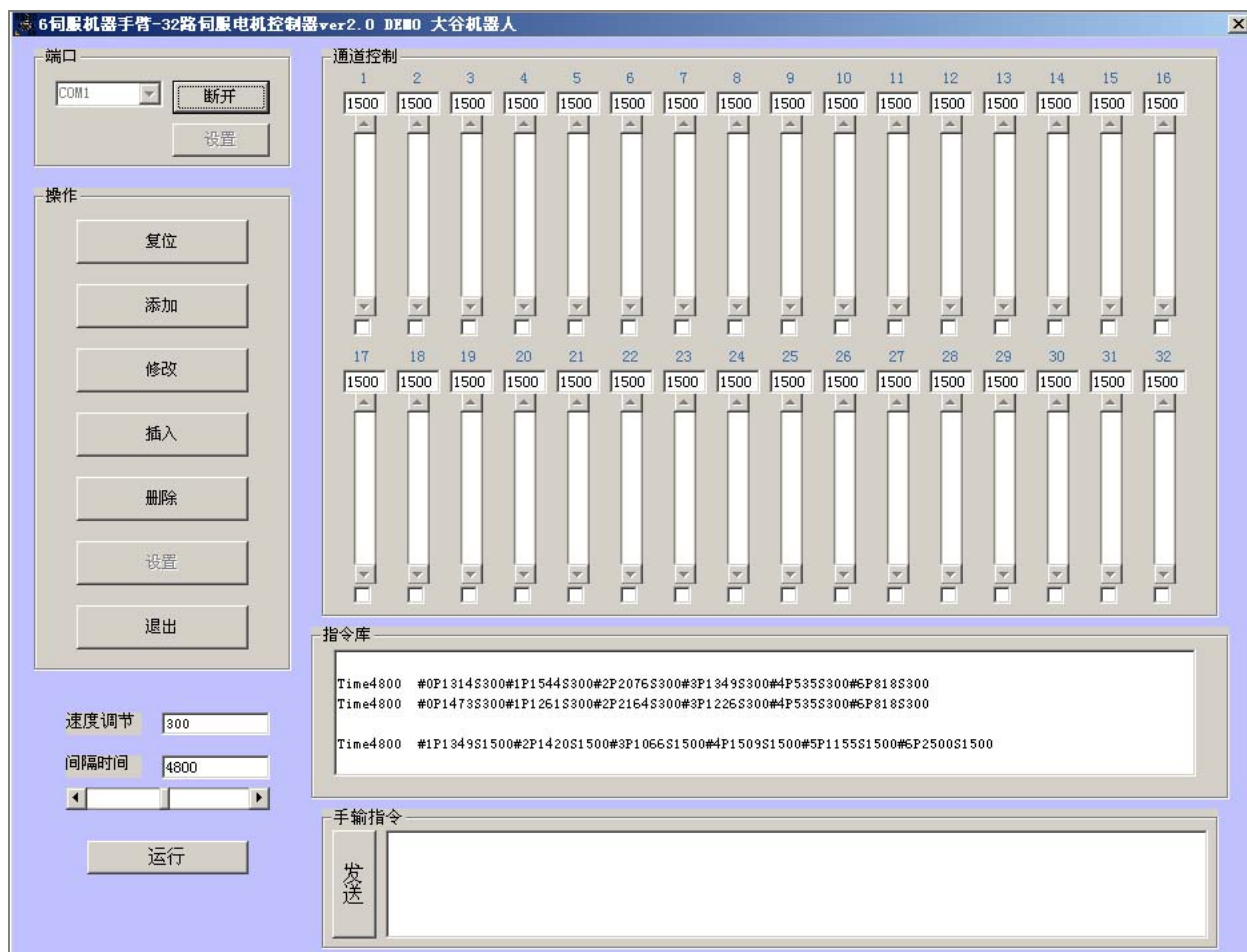 6伺服机器手臂-32路伺服电机控制器ver2.0 DEMO 大谷机器人
端口
COM1
断开
设置
操作
复位
添加
修改
插入
删除
设置
退出
速度调节 300
间隔时间 4800
运行
通道控制
1 2 3 4 5 6 7 8 9 10 11 12 13 14 15 16
1500 1500 1500 1500 1500 1500 1500 1500 1500 1500 1500 1500 1500 1500 1500 1500
17 18 19 20 21 22 23 24 25 26 27 28 29 30 31 32
1500 1500 1500 1500 1500 1500 1500 1500 1500 1500 1500 1500 1500 1500 1500 1500
指令库
Time4800 #0P1314S300#1P1544S300#2P2076S300#3P1349S300#4P535S300#6P818S300
Time4800 #0P1473S300#1P1261S300#2P2164S300#3P1226S300#4P535S300#6P818S300
Time4800 #1P1349S1500#2P1420S1500#3P1066S1500#4P1509S1500#5P1155S1500#6P2500S1500
手输指令
发送